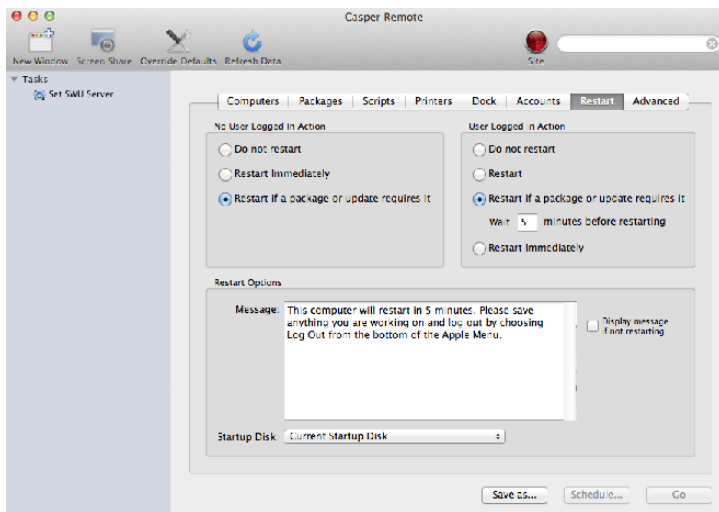 Casper Remote
New Window Screen Share Override Defaults Refresh Data Site
Tasks
Set SWU Server
Computers Packages Scripts Printers Dock Accounts Restart Advanced
No User Logged In Action
Do not restart
Restart Immediately
Restart if a package or update requires it
User Logged in Action
Do not restart
Restart
Restart if a package or update requires it
Wait 5 minutes before restarting
Restart Immediately
Restart Options
Message: This computer will restart in 5 minutes. Please save
anything you are working on and log out by choosing
Log Out from the bottom of the Apple Menu.
Display message
if not restarting
Startup Disk: Current Startup Disk
Save as... Schedule... Go